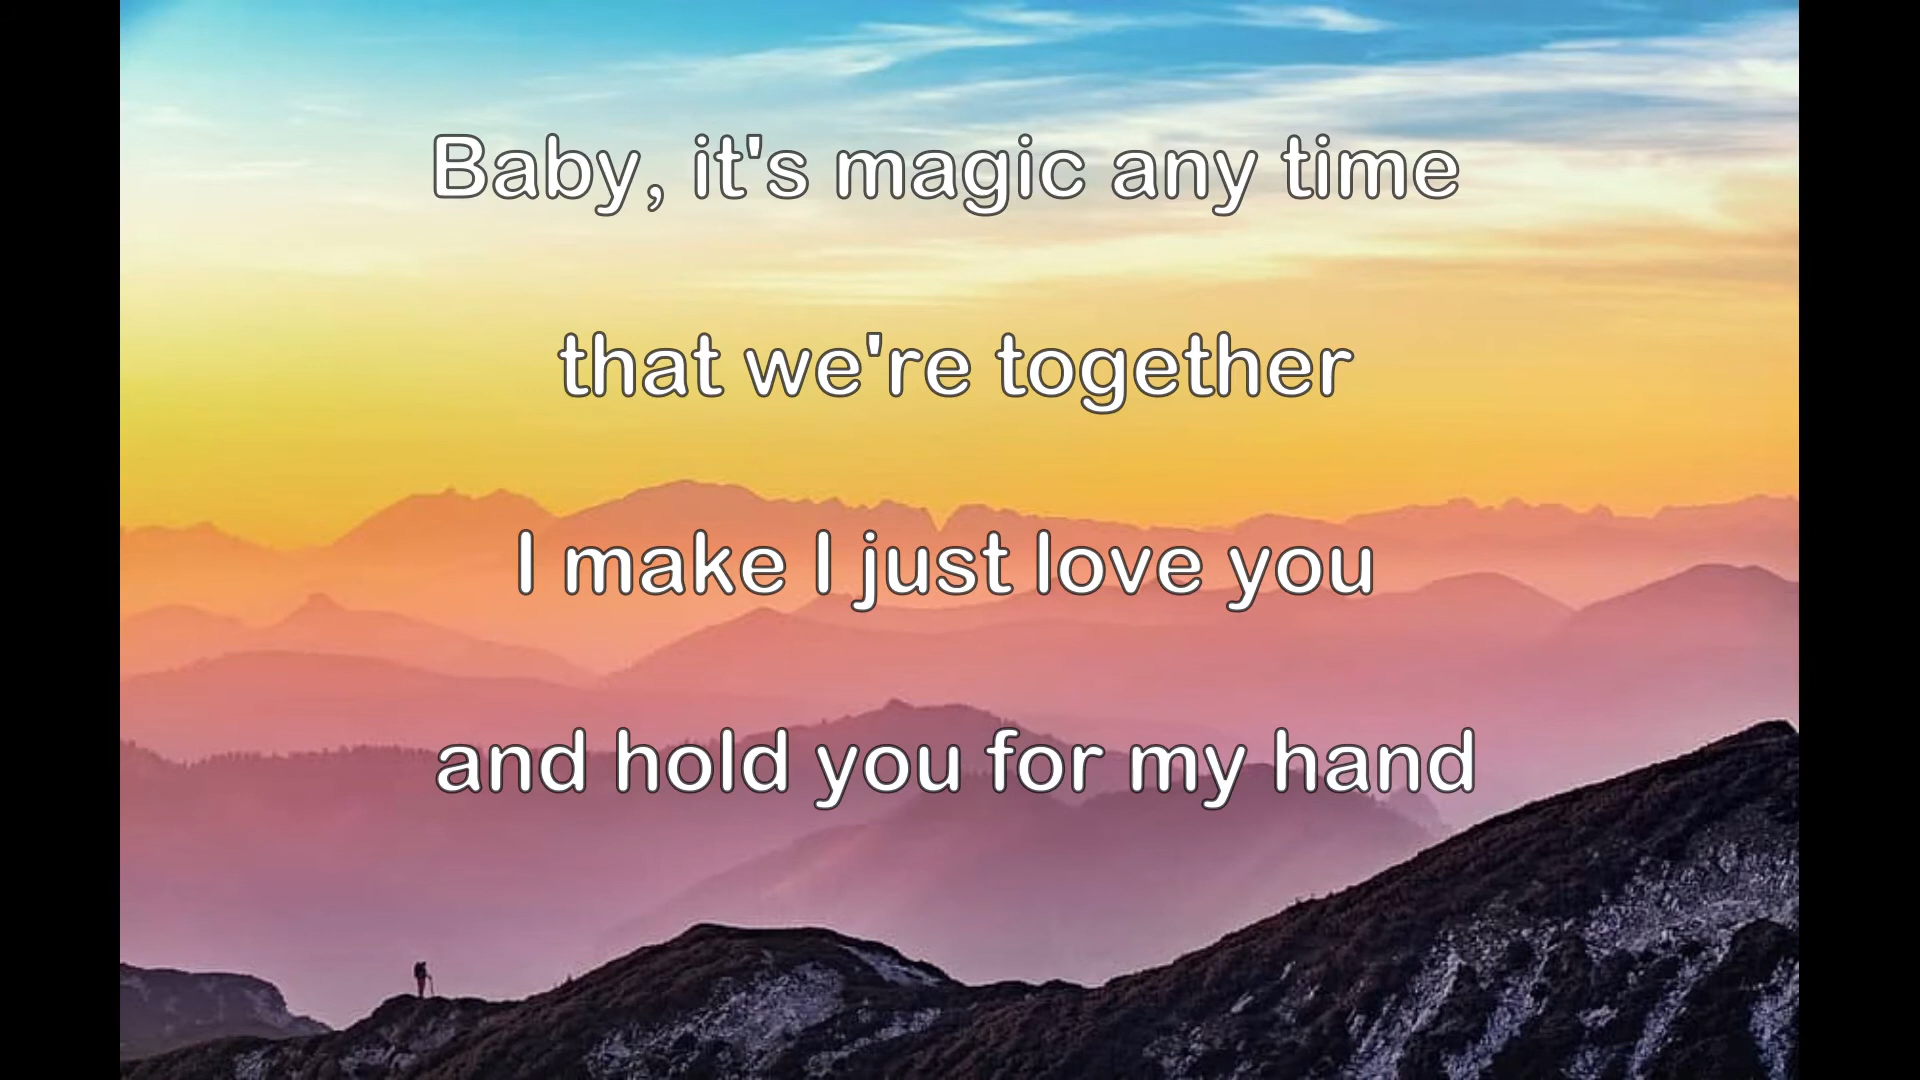 Baby, it's magic any time
that we're together
I make I just love you
and hold you for my hand